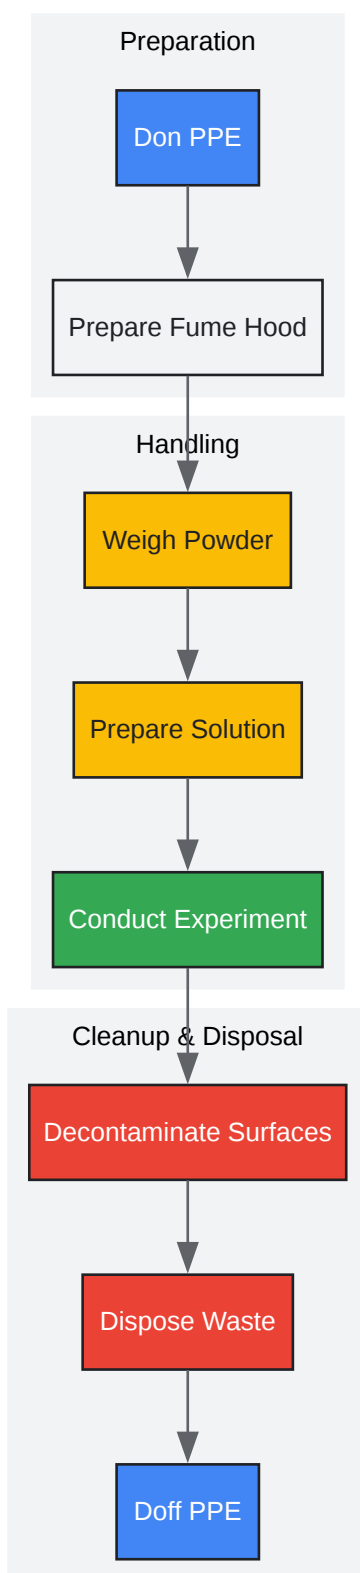 Preparation
Don PPE
Prepare Fume Hood
Handling
Weigh Powder
Prepare Solution
Conduct Experiment
Cleanup & Disposal
Decontaminate Surfaces
Dispose Waste
Doff PPE